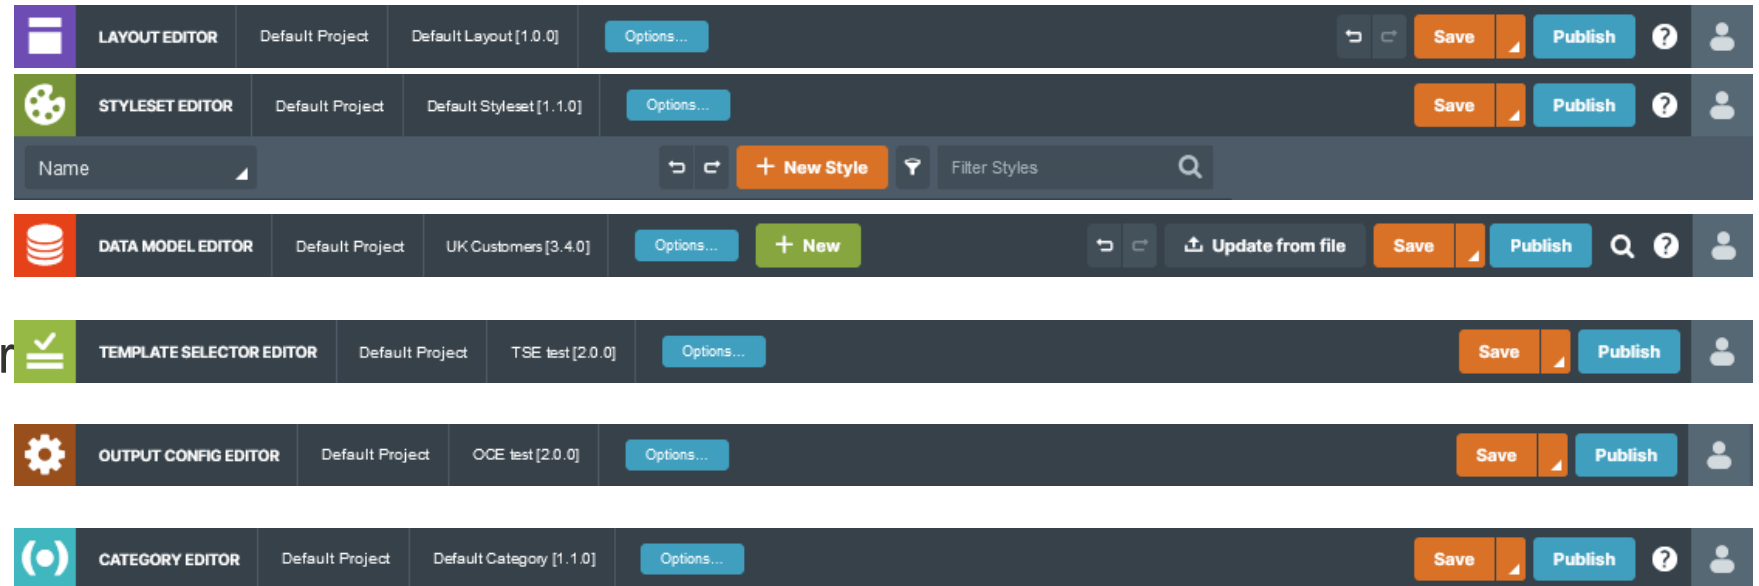 LAYOUT EDITOR Default Project Default Layout [1.0.0] Options... Save Publish ?
STYLESET EDITOR Default Project Default Styleset [1.1.0] Options... Save Publish ?
Name + New Style Filter Styles
DATA MODEL EDITOR Default Project UK Customers [3.4.0] Options... + New Update from file Save Publish ?
r TEMPLATE SELECTOR EDITOR Default Project TSE test [2.0.0] Options... Save Publish
OUTPUT CONFIG EDITOR Default Project OCE test [2.0.0] Options... Save Publish
CATEGORY EDITOR Default Project Default Category [1.1.0] Options... Save Publish ?